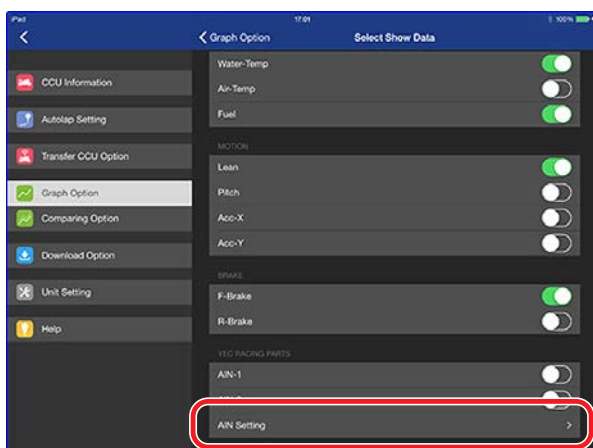 iPad 17:01 100%
Graph Option Select Show Data
CCU Information
Autolap Setting
Transfer CCU Option
Graph Option
Comparing Option
Download Option
Unit Setting
Help
Water-Temp
Air-Temp
Fuel
MOTION
Lean
Pitch
Acc-X
Acc-Y
BRAKE
F-Brake
R-Brake
YEC RACING PARTS
AIN-1
AIN Setting